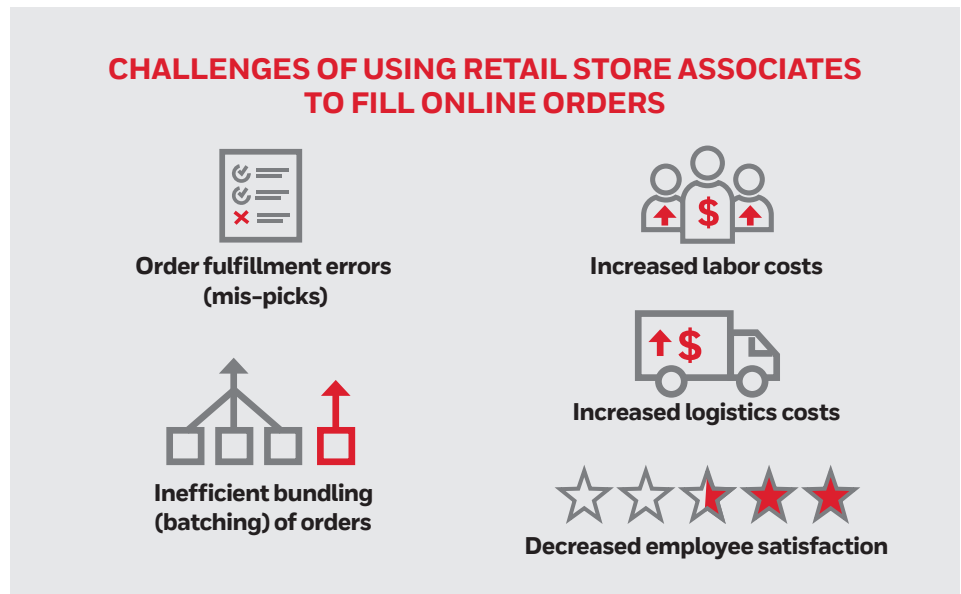 CHALLENGES OF USING RETAIL STORE ASSOCIATES
TO FILL ONLINE ORDERS
Order fulfillment errors
(mis-picks)
Inefficient bundling
(batching) of orders
$
Increased labor costs
$
Increased logistics costs
Decreased employee satisfaction